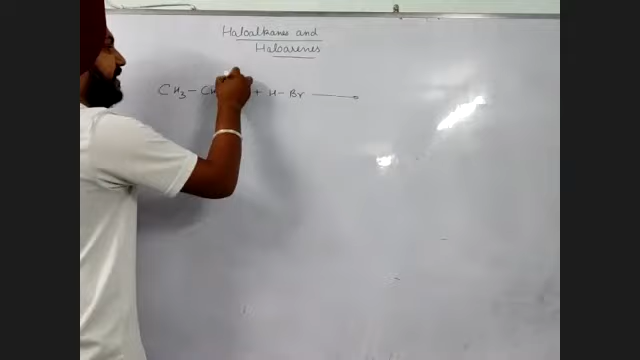 Haloalkanes and
Haloarenes
CH₃ - CH + H - Br ⟶